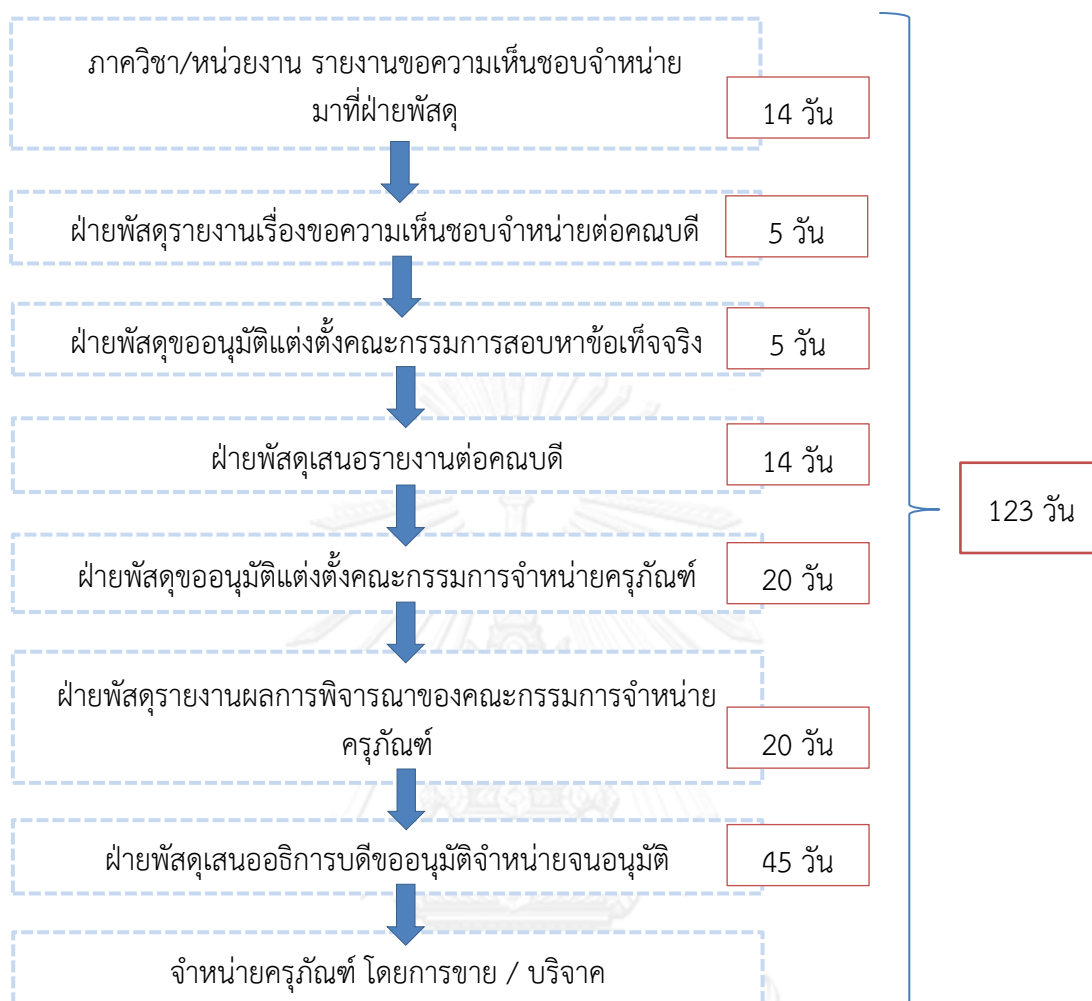 ภาควิชา/หน่วยงาน รายงานขอความเห็นชอบจำหน่าย
มาที่ฝ่ายพัสดุ
14 วัน
ฝ่ายพัสดุรายงานเรื่องขอความเห็นชอบจำหน่ายต่อคณบดี
5 วัน
ฝ่ายพัสดุขออนุมัติแต่งตั้งคณะกรรมการสอบหาข้อเท็จจริง
5 วัน
ฝ่ายพัสดุเสนอรายงานต่อคณบดี
14 วัน
123 วัน
ฝ่ายพัสดุขออนุมัติแต่งตั้งคณะกรรมการจำหน่ายครุภัณฑ์
20 วัน
ฝ่ายพัสดุรายงานผลการพิจารณาของคณะกรรมการจำหน่าย
ครุภัณฑ์
20 วัน
ฝ่ายพัสดุเสนออธิการบดีขออนุมัติจำหน่ายจนอนุมัติ
45 วัน
จำหน่ายครุภัณฑ์ โดยการขาย / บริจาค